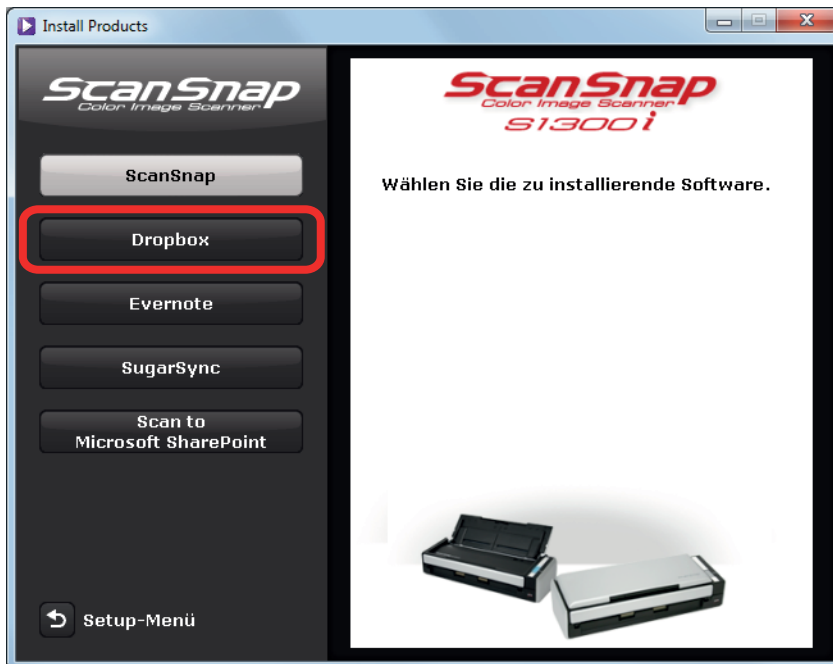 Install Products
ScanSnap
Color Image Scanner
ScanSnap
Dropbox
Evernote
SugarSync
Scan to
Microsoft SharePoint
Setup-Menü
ScanSnap
Color Image Scanner
S1300i
Wählen Sie die zu installierende Software.